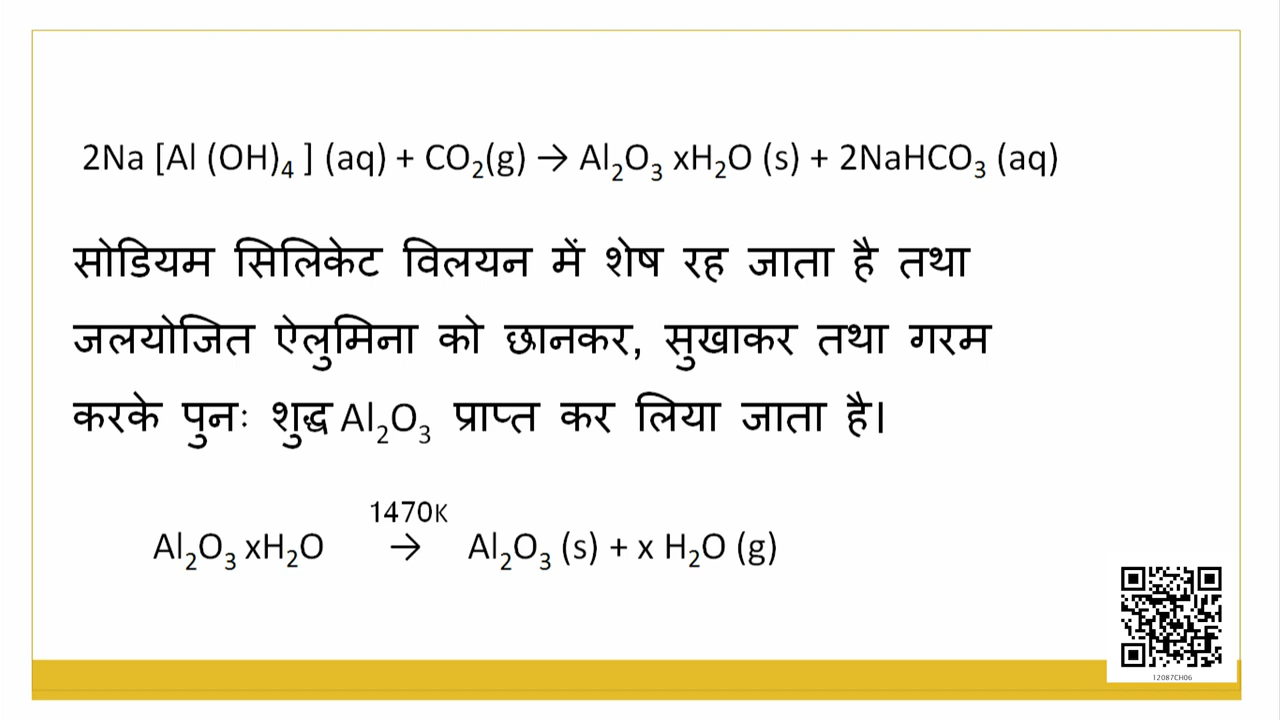 2Na [Al (OH)₄ ] (aq) + CO₂(g) → Al₂O₃ xH₂O (s) + 2NaHCO₃ (aq)
सोडियम सिलिकेट विलयन में शेष रह जाता है तथा
जलयोजित ऐलुमिना को छानकर, सुखाकर तथा गरम
करके पुनः शुद्ध Al₂O₃ प्राप्त कर लिया जाता है।
1470K
Al₂O₃ xH₂O → Al₂O₃ (s) + x H₂O (g)
12087CH06